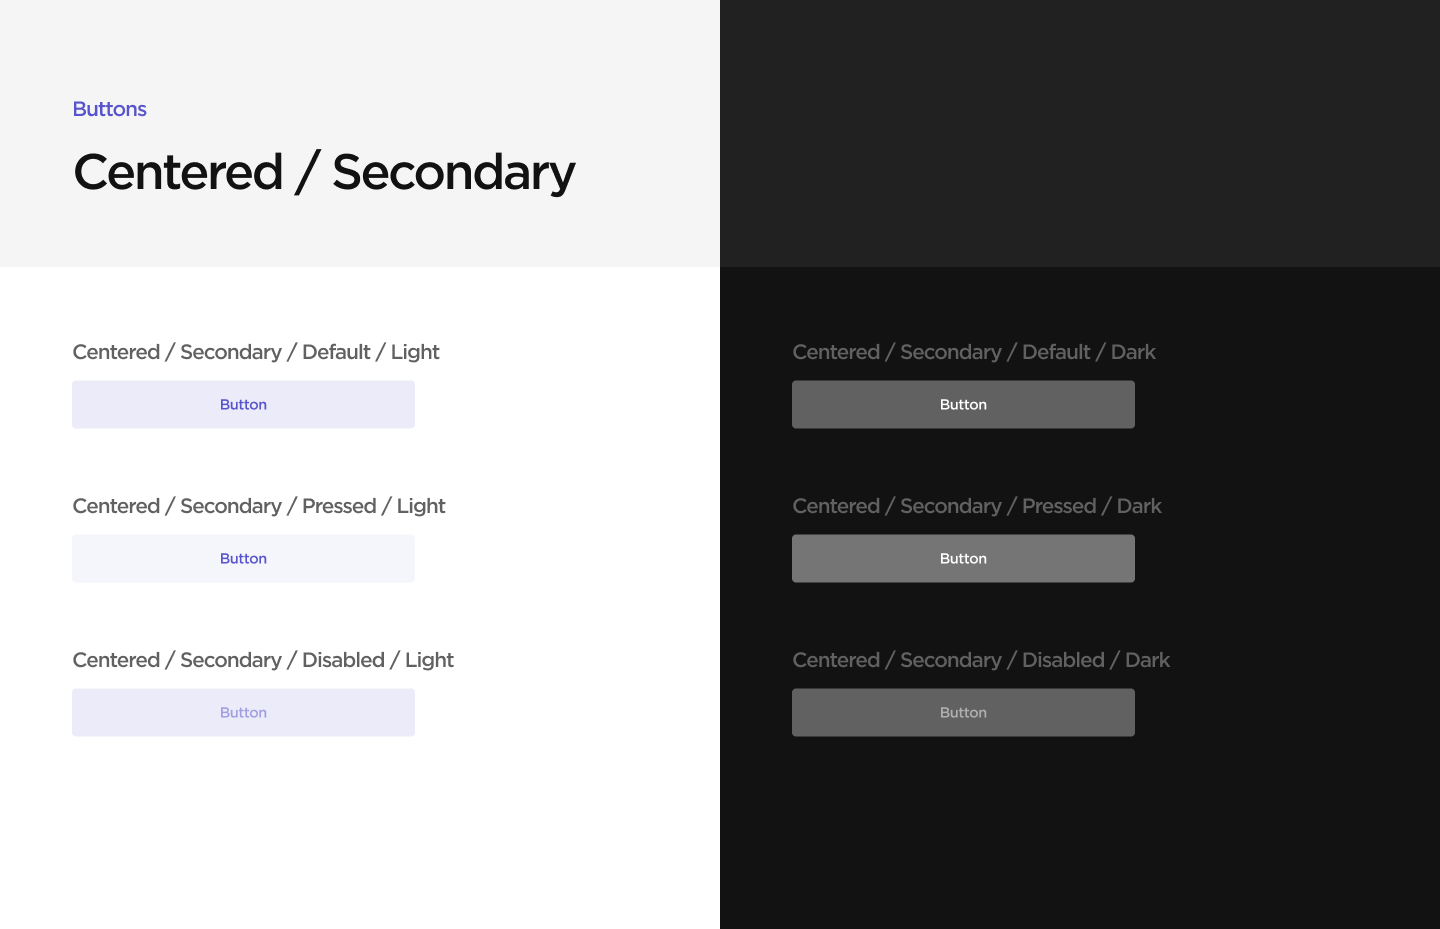 Buttons
Centered / Secondary
Centered / Secondary / Default / Light
Button
Centered / Secondary / Pressed / Light
Button
Centered / Secondary / Disabled / Light
Button
Centered / Secondary / Default / Dark
Button
Centered / Secondary / Pressed / Dark
Button
Centered / Secondary / Disabled / Dark
Button